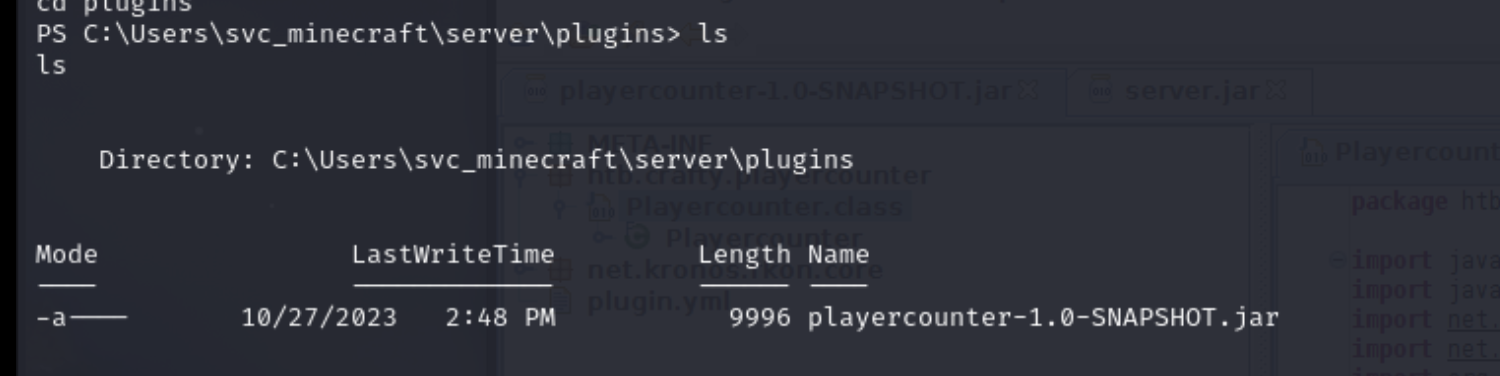 cd plugins
PS C:\Users\svc_minecraft\server\plugins> ls
ls
playercounter-1.0-SNAPSHOT.jar
server.jar
META-INF
Directory: C:\Users\svc_minecraft\server\plugins
Playercount
htb.crafty.playercounter
Playercounter.class
package htb
Playercounter
Mode LastWriteTime Length Name
net.kronos.rkon.core
import java
plugin.yml
import java
-a---- 10/27/2023 2:48 PM 9996 playercounter-1.0-SNAPSHOT.jar
import net.
import net.
import